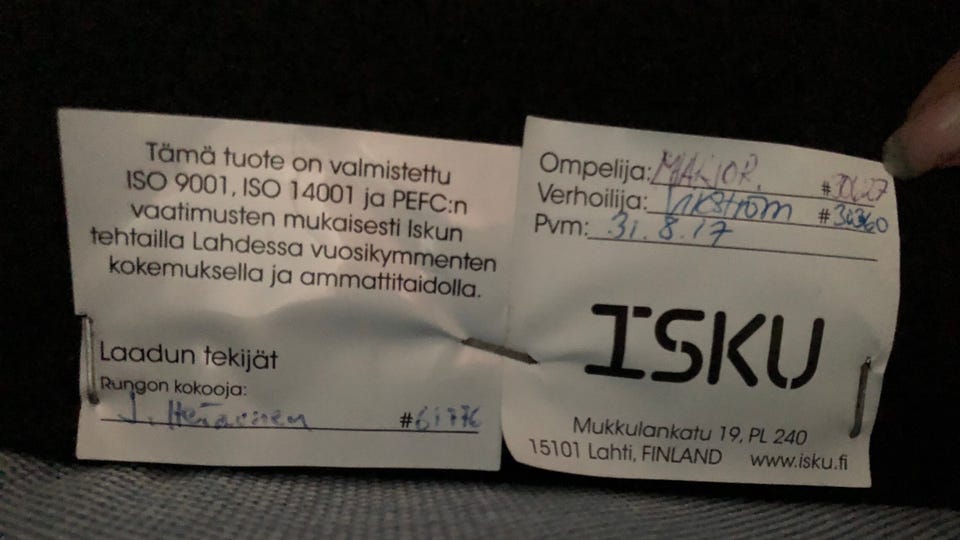 Tämä tuote on valmistettu
ISO 9001, ISO 14001 ja PEFC:n
vaatimusten mukaisesti Iskun
tehtailla Lahdessa vuosikymmenten
kokemuksella ja ammattitaidolla.
Laadun tekijät
Rungon kokooja:
J. #61776
Ompelija: #
Verhoilija: Vikström #30360
Pvm: 31.8.17
ISKU
Mukkulankatu 19, PL 240
15101 Lahti, FINLAND www.isku.fi